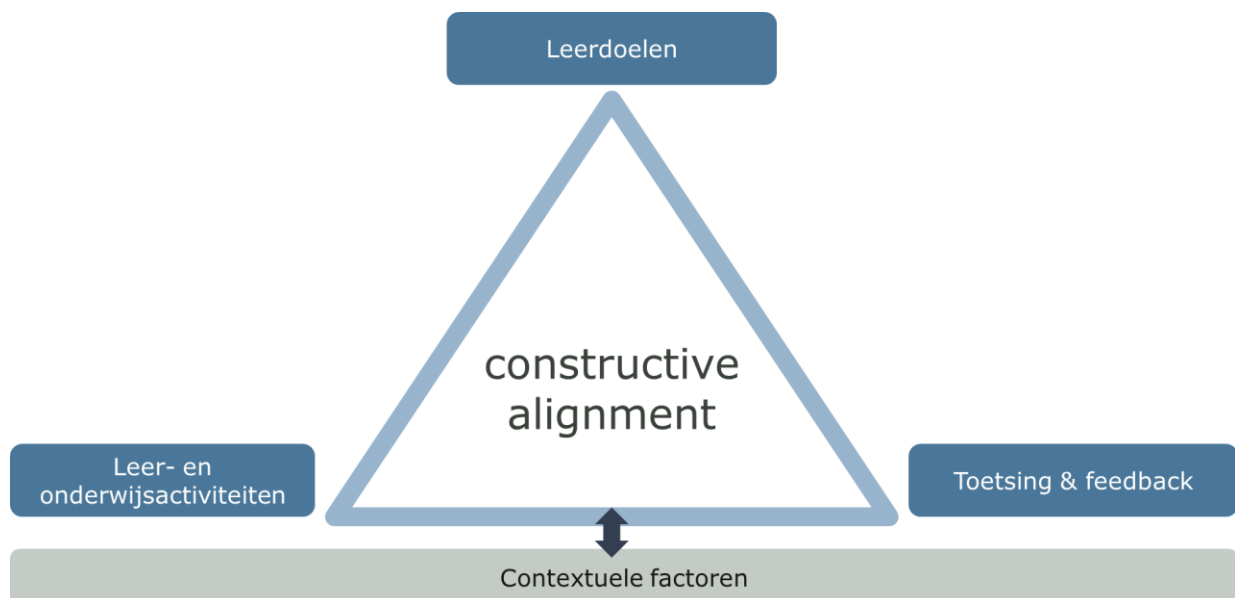 Leerdoelen
constructive
alignment
Leer- en
onderwijsactiviteiten
Toetsing & feedback
Contextuele factoren